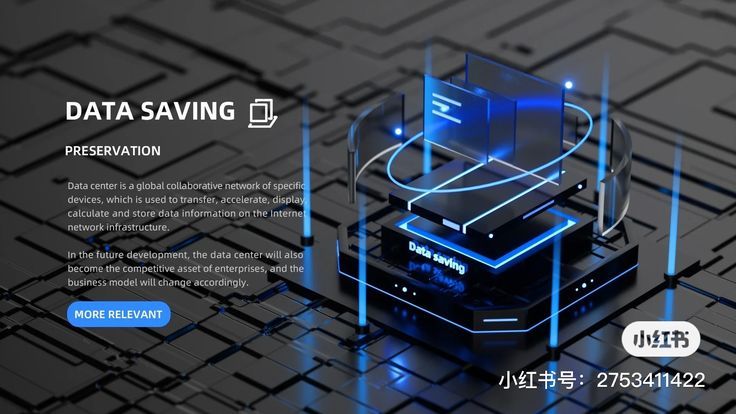 DATA SAVING
PRESERVATION
Data center is a global collaborative network of specific
devices, which is used to transfer, accelerate, display,
calculate and store data information on the Internet
network infrastructure.
In the future development, the data center will also
become the competitive asset of enterprises, and the
business model will change accordingly.
MORE RELEVANT
Data saving
小红书
小红书号：2753411422